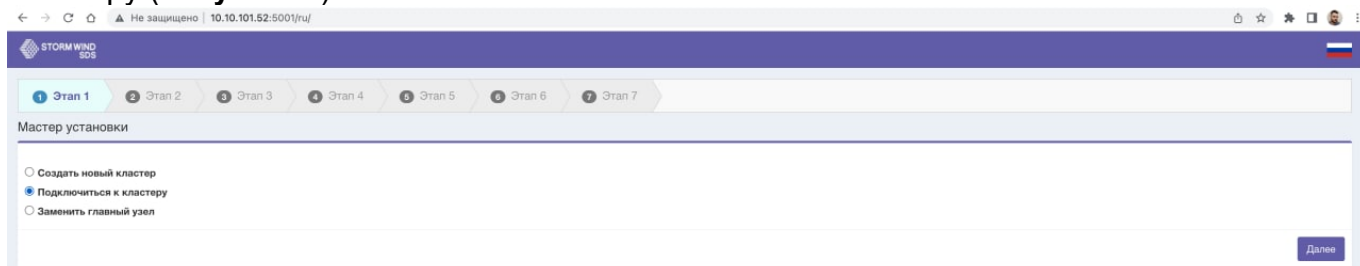 Не защищено | 10.10.101.52:5001/ru/
STORM WIND
SDS
1 Этап 1 2 Этап 2 3 Этап 3 4 Этап 4 5 Этап 5 6 Этап 6 7 Этап 7
Мастер установки
Создать новый кластер
Подключиться к кластеру
Заменить главный узел
Далее